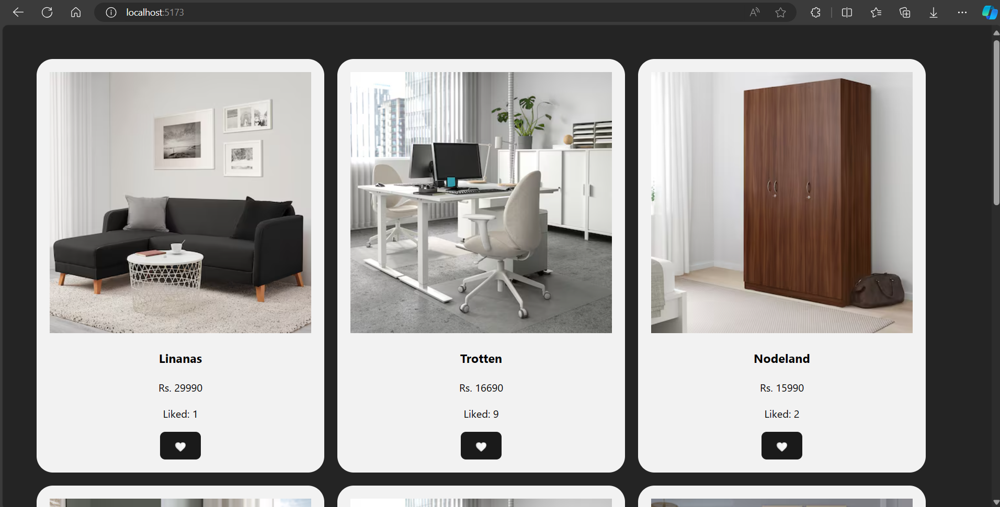 localhost:5173
Linanas
Rs. 29990
Liked: 1
Trotten
Rs. 16690
Liked: 9
Nodeland
Rs. 15990
Liked: 2